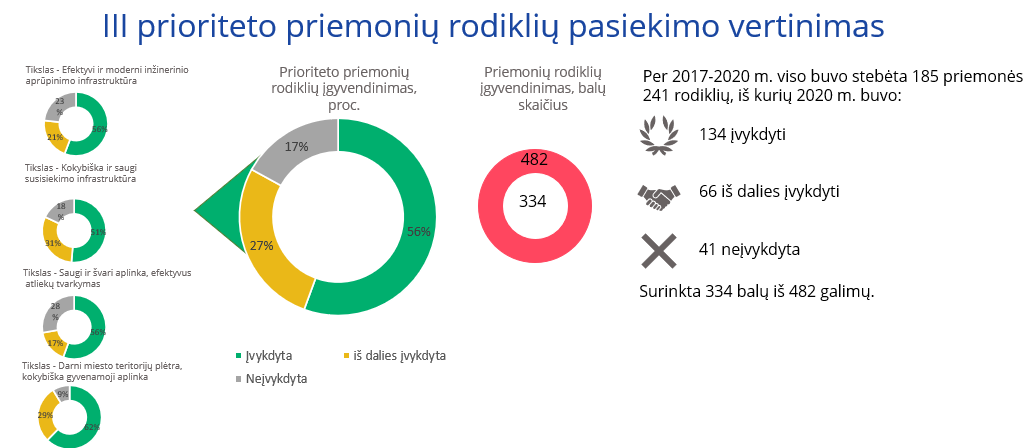 III prioriteto priemonių rodiklių pasiekimo vertinimas
Tikslas - Efektyvi ir moderni inžinerinio
aprūpinimo infrastruktūra
23
%
56%
21%
Tikslas - Kokybiška ir saugi
susisiekimo infrastruktūra
18
%
51%
31%
Tikslas - Saugi ir švari aplinka, efektyvus
atliekų tvarkymas
28
%
56%
17%
Tikslas - Darni miesto teritorijų plėtra,
kokybiška gyvenamoji aplinka
9%
29%
62%
Prioriteto priemonių
rodiklių įgyvendinimas,
proc.
17%
56%
27%
Įvykdyta
iš dalies įvykdyta
Neįvykdyta
Priemonių rodiklių
įgyvendinimas, balų
skaičius
482
334
Per 2017-2020 m. viso buvo stebėta 185 priemonės
241 rodiklių, iš kurių 2020 m. buvo:
134 įvykdyti
66 iš dalies įvykdyti
41 neįvykdyta
Surinkta 334 balų iš 482 galimų.